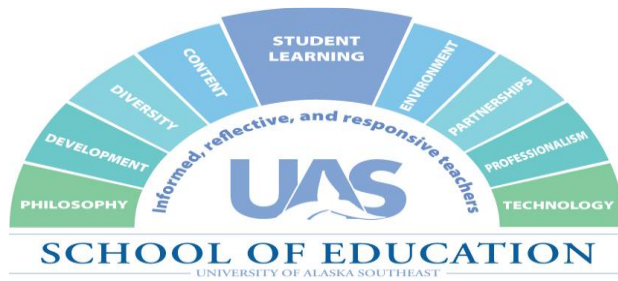 PHILOSOPHY
DEVELOPMENT
DIVERSITY
CONTENT
STUDENT
LEARNING
ENVIRONMENT
PARTNERSHIPS
PROFESSIONALISM
TECHNOLOGY
Informed, reflective, and responsive teachers
UAS
SCHOOL OF EDUCATION
UNIVERSITY OF ALASKA SOUTHEAST